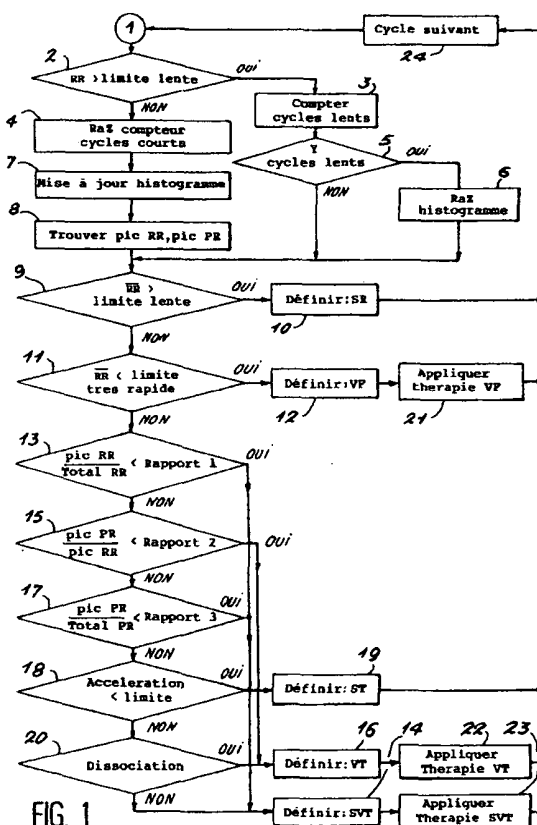 1
Cycle suivant
24
2
RR > limite lente
OUI
NON
3
Compter
cycles lents
4
RaZ compteur
cycles courts
Y
cycles lents
5
OUI
NON
6
RaZ
histogramme
7
Mise à jour histogramme
8
Trouver pic RR, pic PR
9
RR >
limite lente
OUI
NON
Définir: SR
10
11
RR < limite
tres rapide
OUI
NON
Définir: VF
12
Appliquer
therapie VF
21
13
pic RR
Total RR
< Rapport 1
OUI
NON
15
pic PR
pic RR
< Rapport 2
OUI
NON
17
pic PR
Total PR
< Rapport 3
OUI
NON
18
Acceleration
< limite
OUI
NON
Définir: ST
19
20
Dissociation
OUI
NON
Définir: VT
16
14
Appliquer
Therapie VT
22
23
Définir: SVT
Appliquer
Therapie SVT
FIG. 1